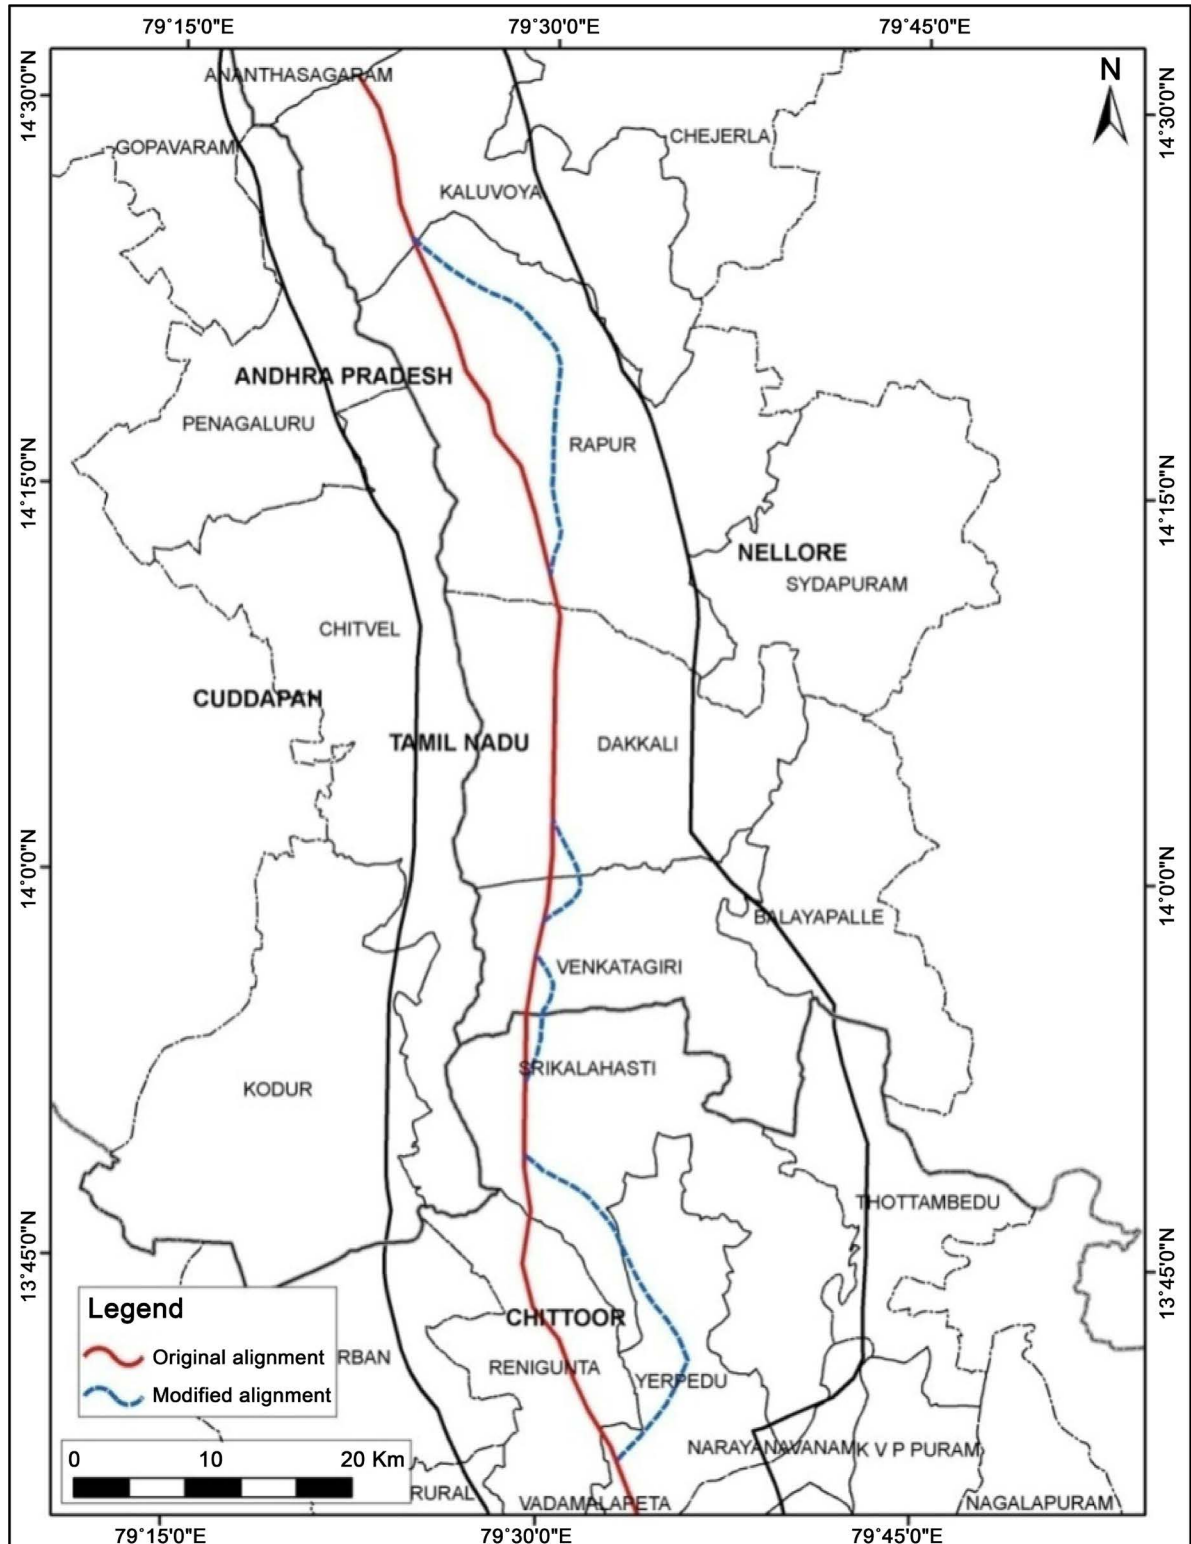 79°15'0"E 79°30'0"E 79°45'0"E
N
14°30'0"N
14°30'0"N
ANANTHASAGARAM
CHEJERLA
GOPAVARAM
KALUVOYA
ANDHRA PRADESH
PENAGALURU
RAPUR
14°15'0"N
14°15'0"N
NELLORE
SYDAPURAM
CHITVEL
CUDDAPAH
TAMIL NADU
DAKKALI
14°0'0"N
14°0'0"N
BALAYAPALLE
VENKATAGIRI
SRIKALAHASTI
KODUR
THOTTAMBEDU
13°45'0"N
13°45'0"N
Legend
Original alignment
Modified alignment
CHITTOOR
RBAN
RENIGUNTA
YERPEDU
NARAYANAVANAM
K V P PURAM
0 10 20 Km
RURAL
VADAMALAPETA
NAGALAPURAM
79°15'0"E 79°30'0"E 79°45'0"E